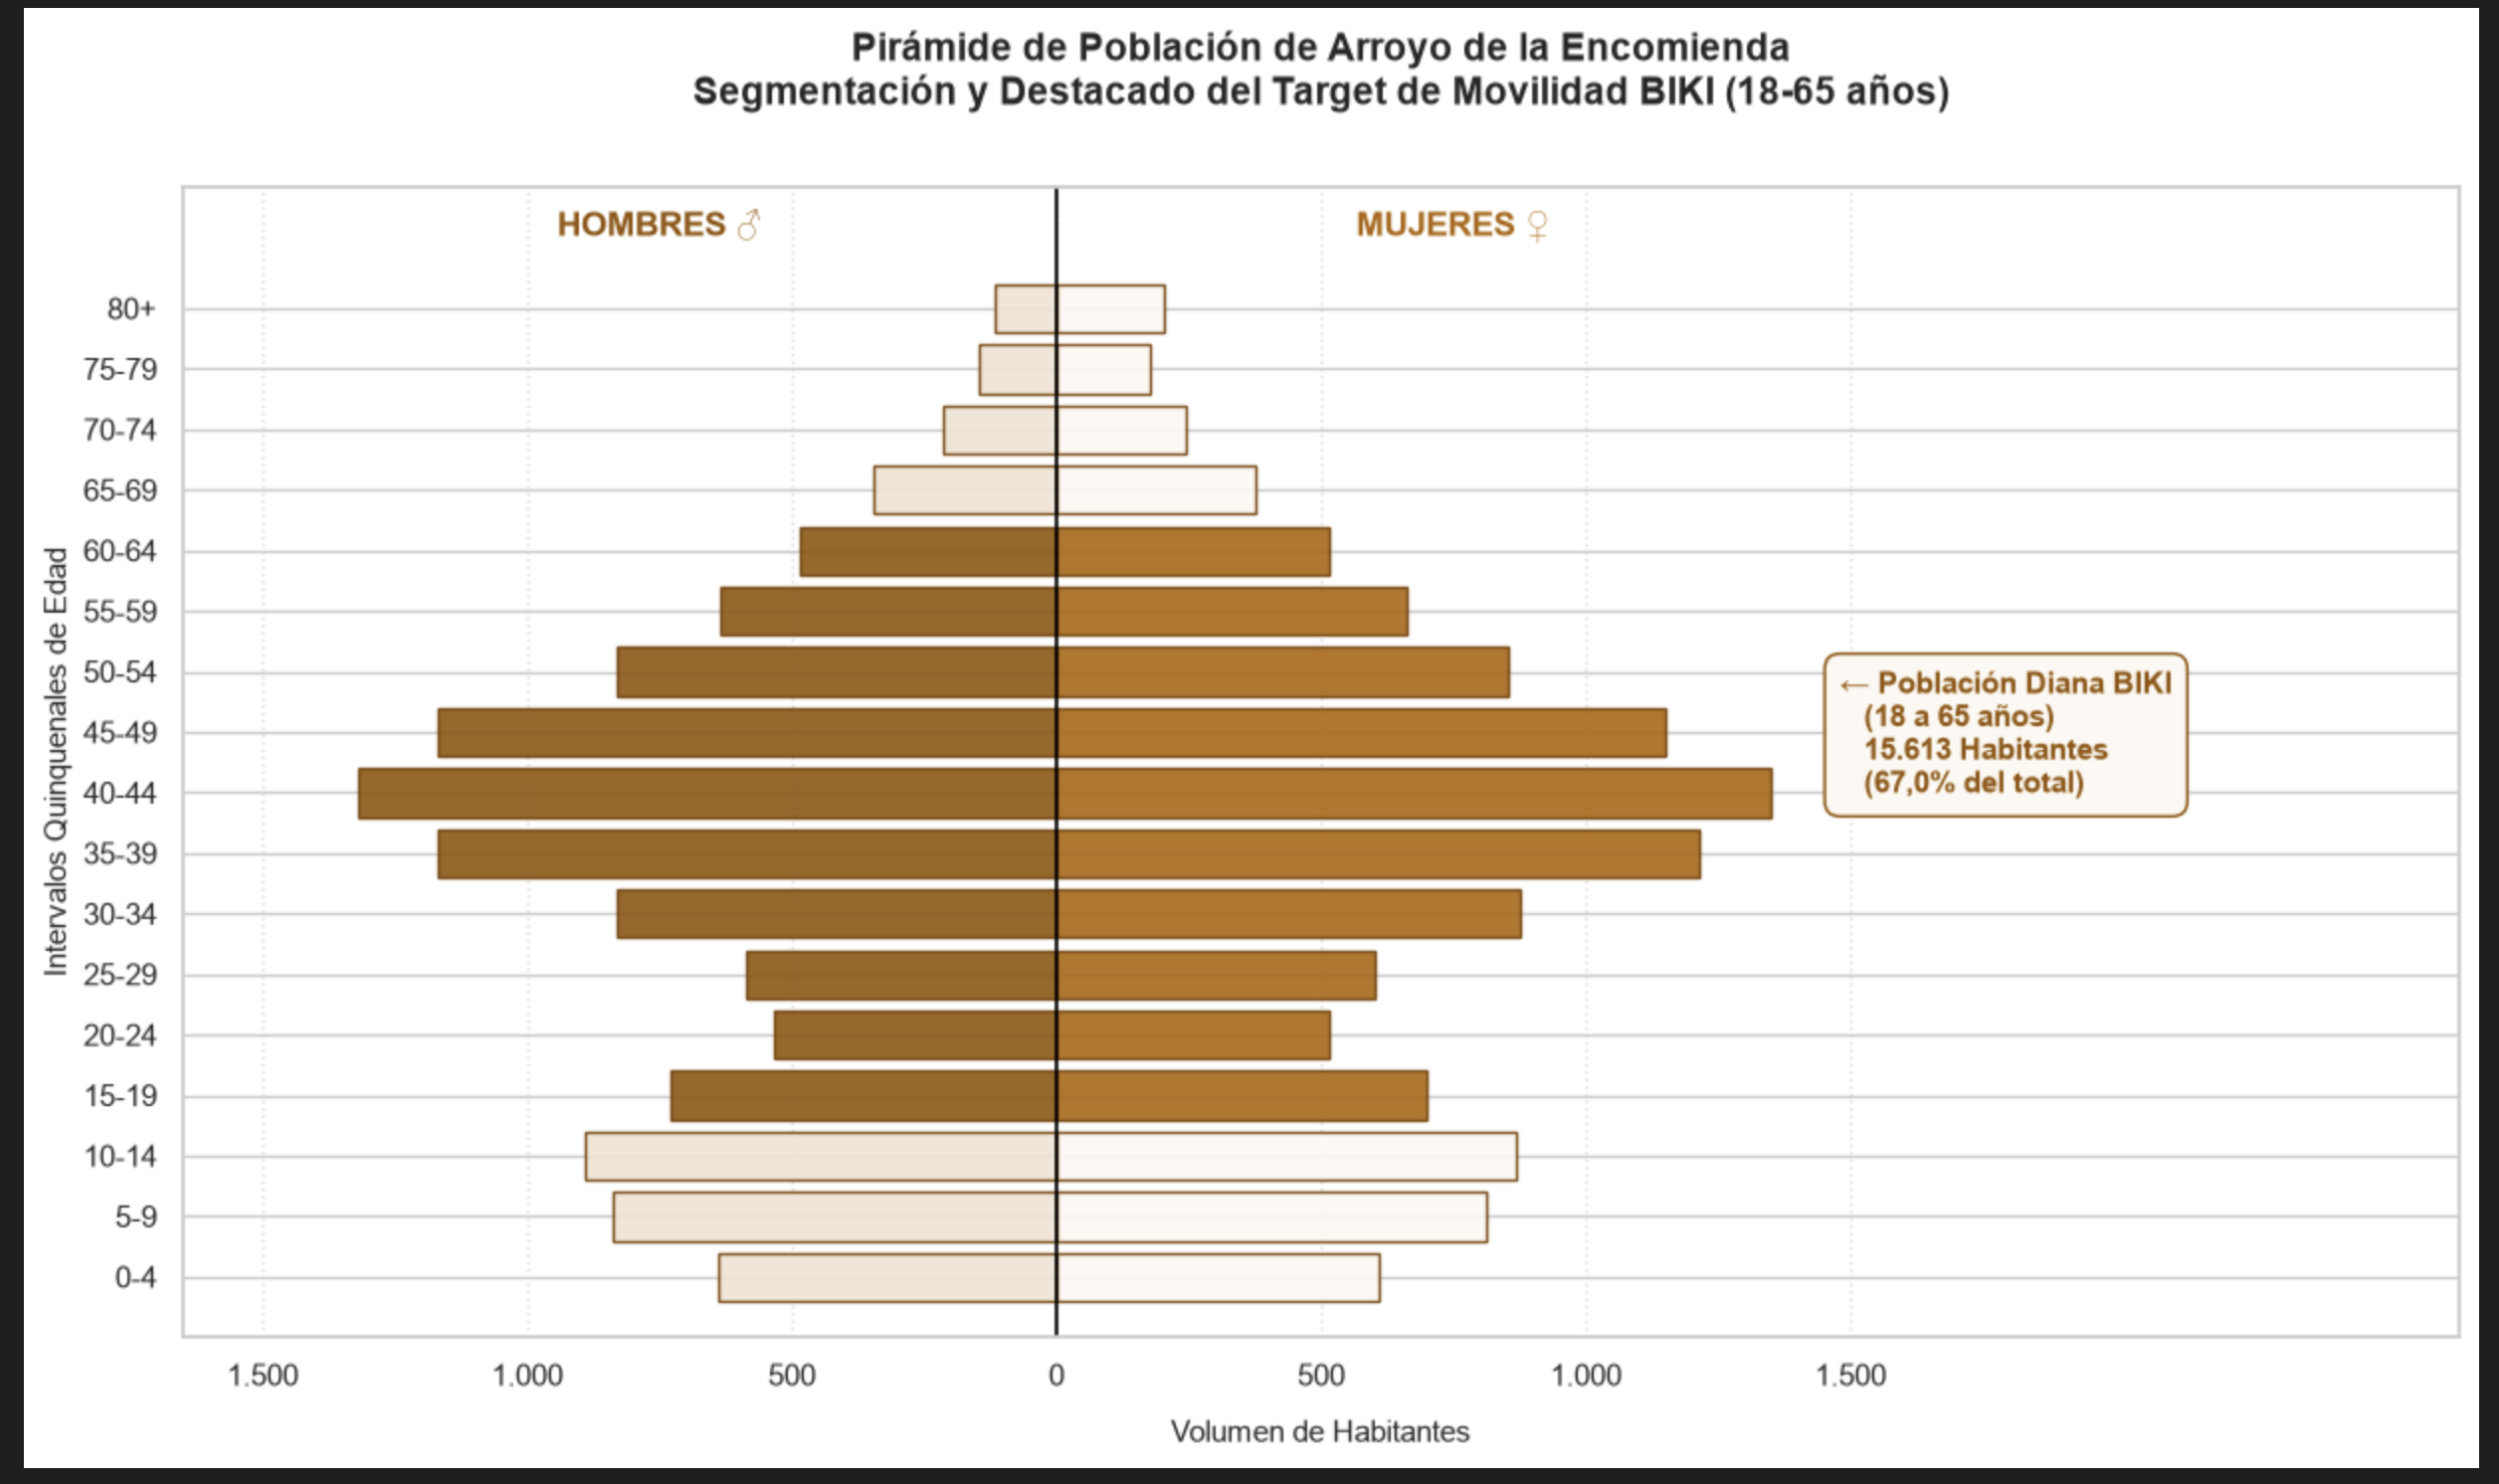 Pirámide de Población de Arroyo de la Encomienda
Segmentación y Destacado del Target de Movilidad BIKI (18-65 años)
HOMBRES ♂
MUJERES ♀
Intervalos Quinquenales de Edad
80+
75-79
70-74
65-69
60-64
55-59
50-54
45-49
40-44
35-39
30-34
25-29
20-24
15-19
10-14
5-9
0-4
← Población Diana BIKI
(18 a 65 años)
15.613 Habitantes
(67,0% del total)
1.500 1.000 500 0 500 1.000 1.500
Volumen de Habitantes